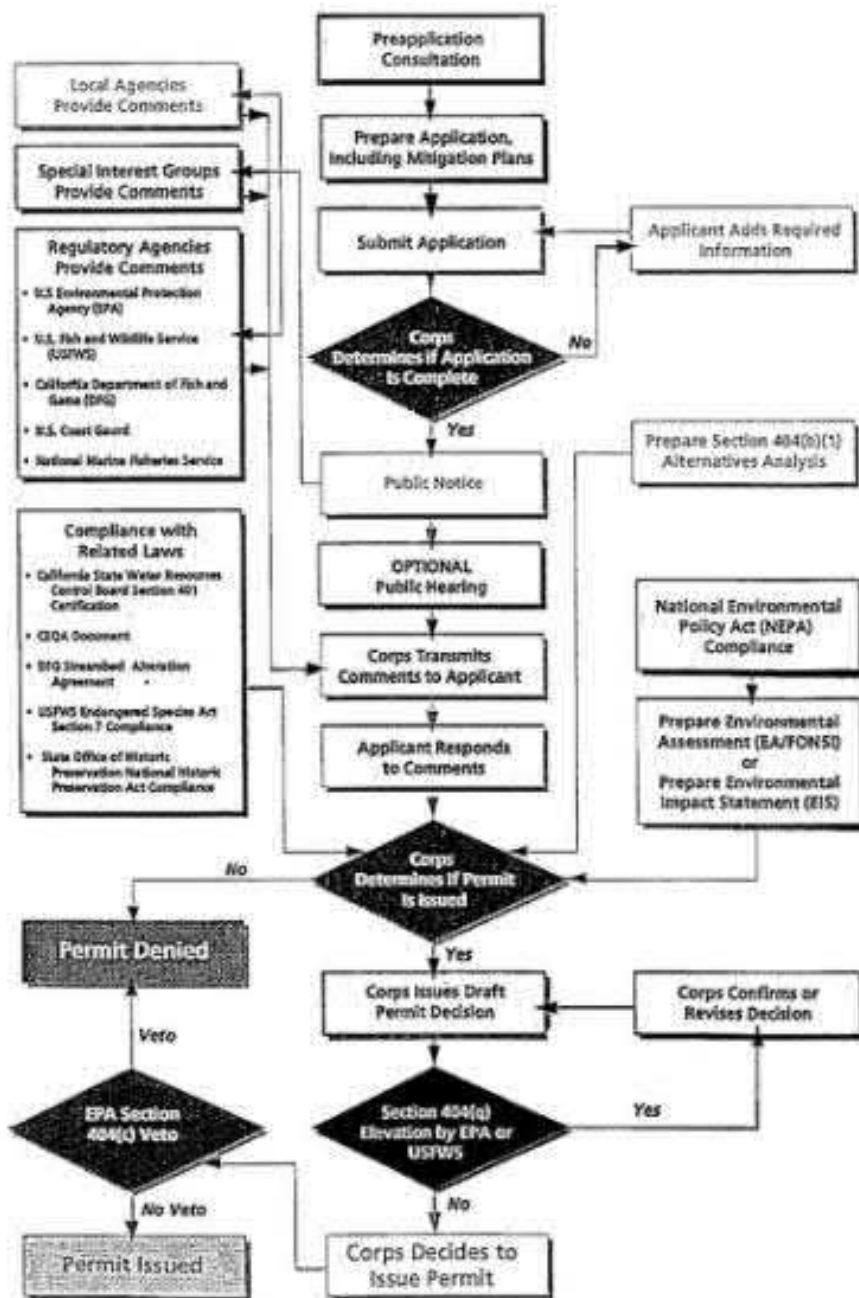 Preapplication
Consultation
Local Agencies
Provide Comments
Prepare Application,
Including Mitigation Plans
Special Interest Groups
Provide Comments
Submit Application
Applicant Adds Required
Information
Regulatory Agencies
Provide Comments
• U.S Environmental Protection
Agency (EPA)
• U.S. Fish and Wildlife Service
(USFWS)
• California Department of Fish and
Game (DFG)
• U.S. Coast Guard
• National Marine Fisheries Service
Corps
Determines if Application
Is Complete
No
Yes
Prepare Section 404(b)(1)
Alternatives Analysis
Public Notice
OPTIONAL
Public Hearing
Compliance with
Related Laws
• California State Water Resources
Control Board Section 401
Certification
• CEQA Document
• DFG Streambed Alteration
Agreement
• USFWS Endangered Species Act
Section 7 Compliance
• State Office of Historic
Preservation National Historic
Preservation Act Compliance
National Environmental
Policy Act (NEPA)
Compliance
Corps Transmits
Comments to Applicant
Prepare Environmental
Assessment (EA/FONSI)
or
Prepare Environmental
Impact Statement (EIS)
Applicant Responds
to Comments
Corps
Determines if Permit
Is Issued
No
Yes
Permit Denied
Corps Issues Draft
Permit Decision
Corps Confirms or
Revises Decision
Veto
EPA Section
404(c) Veto
Section 404(q)
Elevation by EPA or
USFWS
Yes
No Veto
No
Permit Issued
Corps Decides to
Issue Permit